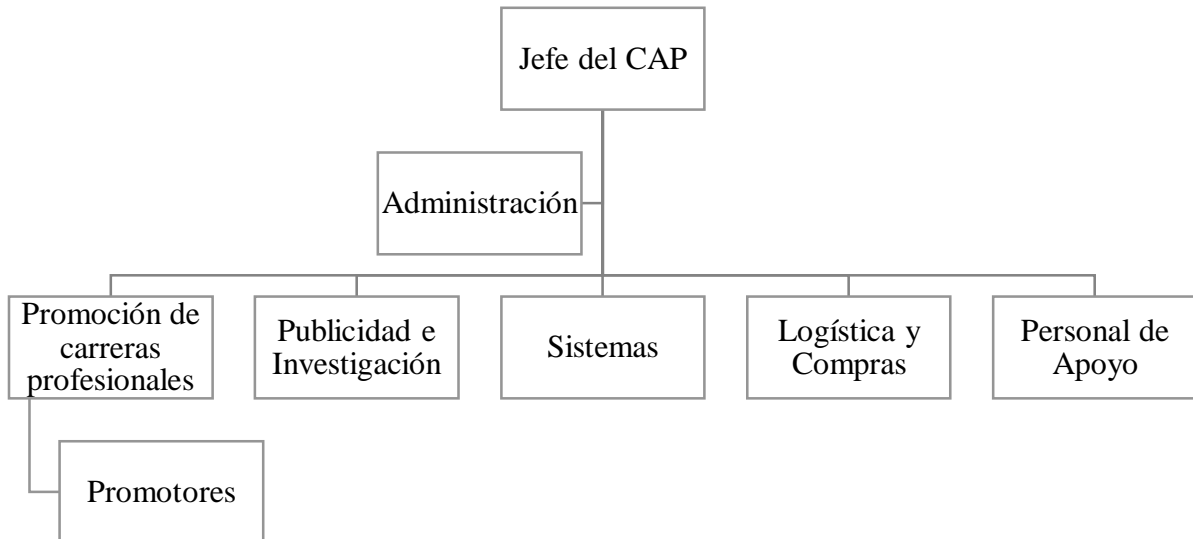 Jefe del CAP
Administración
Promoción de
carreras
profesionales
Publicidad e
Investigación
Sistemas
Logística y
Compras
Personal de
Apoyo
Promotores